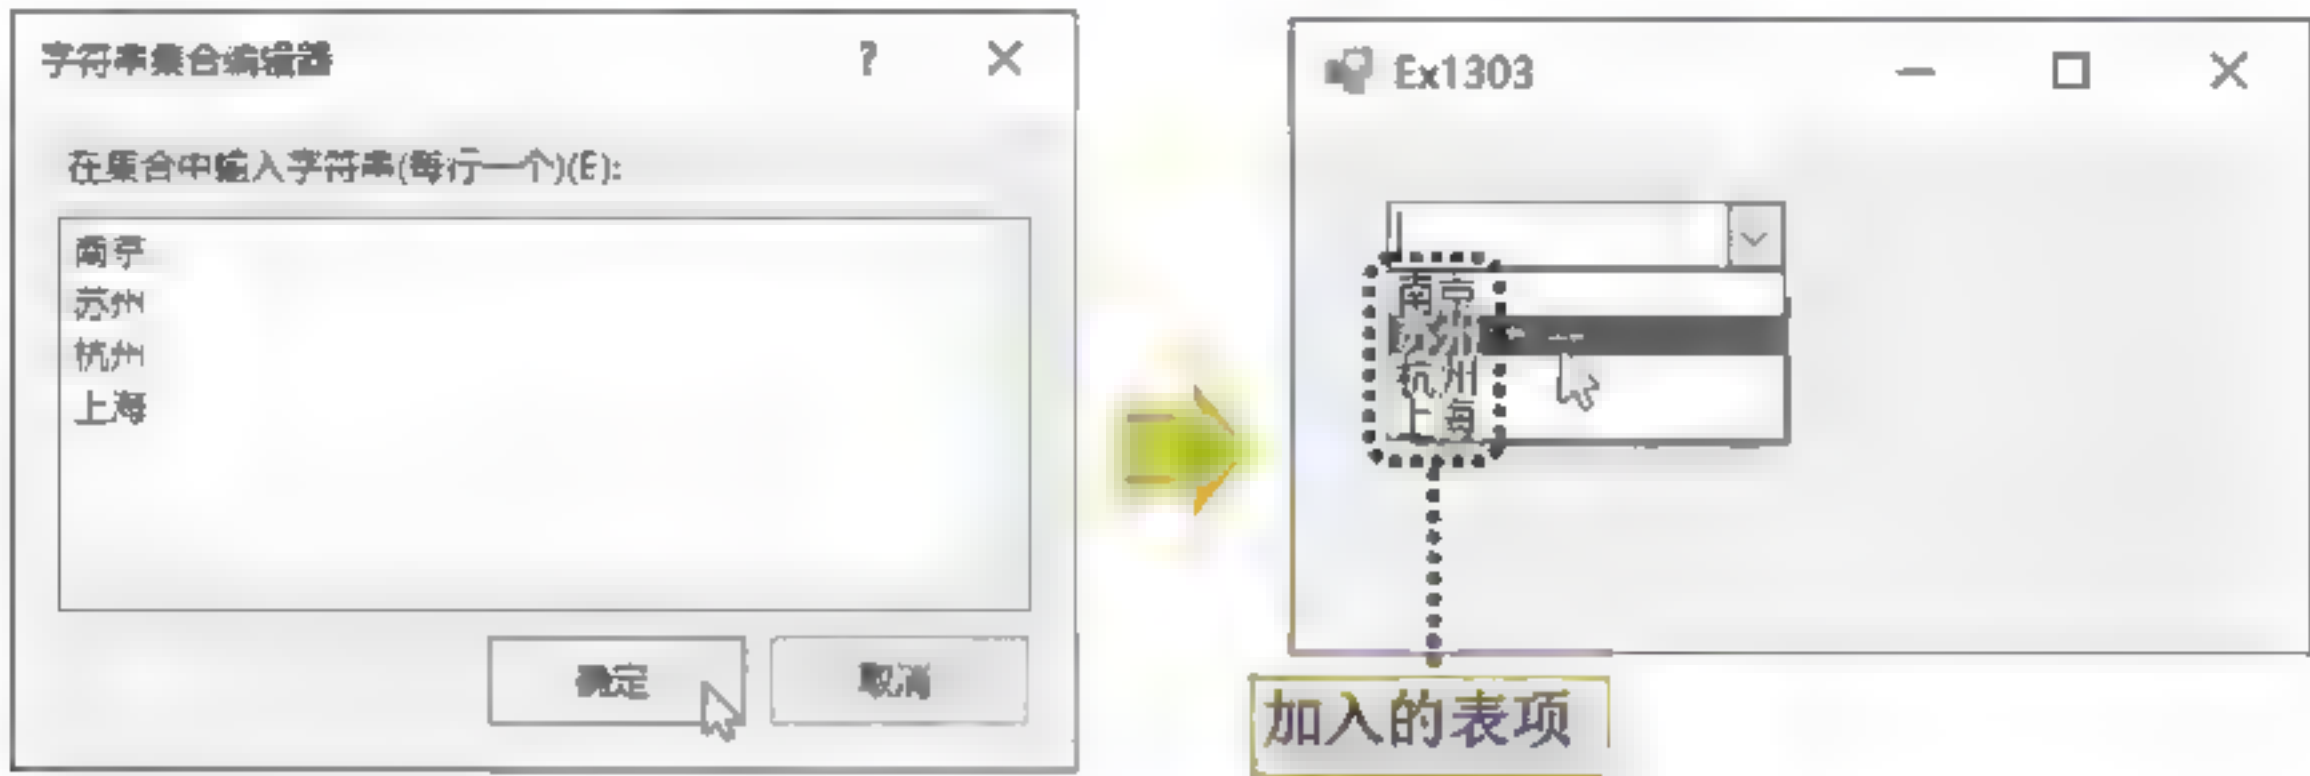 字符串集合编辑器
在集合中输入字符串(每行一个)(E):
南京
苏州
杭州
上海
确定
取消
Ex1303
南京
苏州
杭州
上海
加入的表项